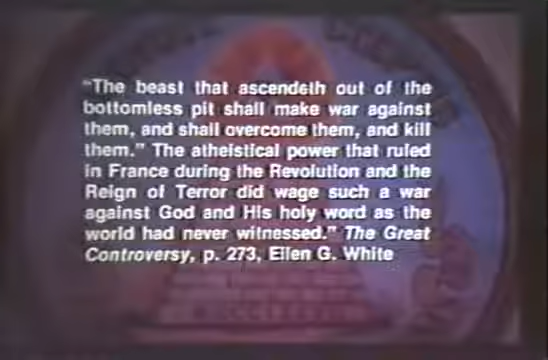 "The beast that ascendeth out of the
bottomless pit shall make war against
them, and shall overcome them, and kill
them." The atheistical power that ruled
in France during the Revolution and the
Reign of Terror did wage such a war
against God and His holy word as the
world had never witnessed." The Great
Controversy, p. 273, Ellen G. White